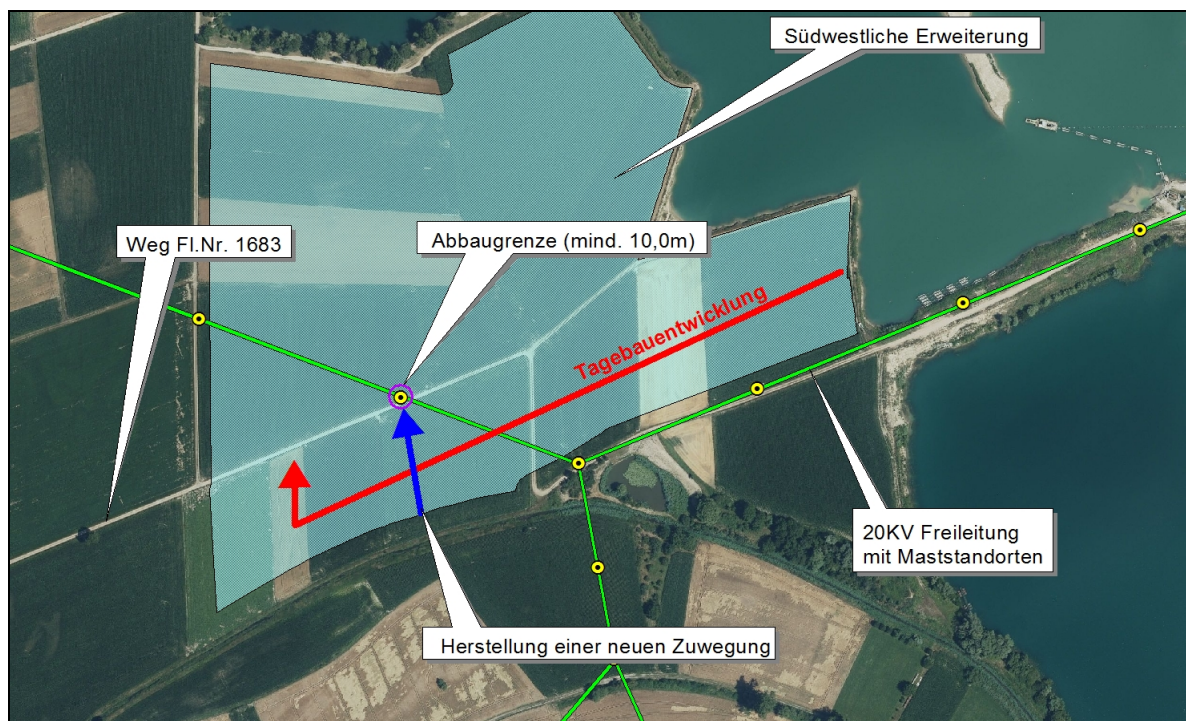 Südwestliche Erweiterung
Weg Fl.Nr. 1683
Abbaugrenze (mind. 10,0m)
Tagebauentwicklung
20KV Freileitung
mit Maststandorten
Herstellung einer neuen Zuwegung